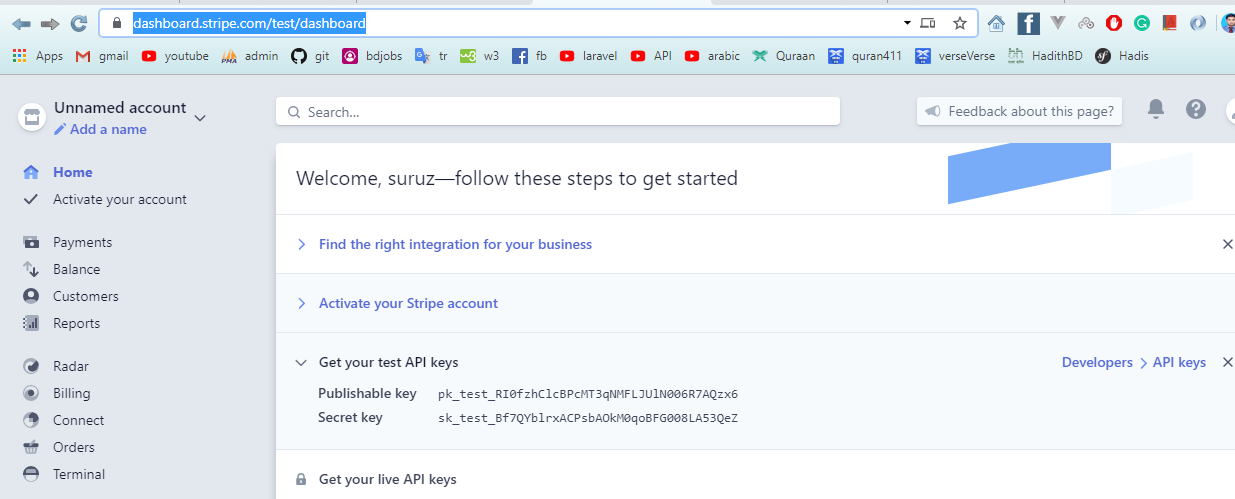 dashboard.stripe.com/test/dashboard
Apps gmail youtube admin git bdjobs tr w3 fb laravel API arabic Quraan quran411 verseVerse HadithBD Hadis
Unnamed account
Add a name
Search...
Feedback about this page?
Home
Activate your account
Payments
Balance
Customers
Reports
Radar
Billing
Connect
Orders
Terminal
Welcome, suruz—follow these steps to get started
Find the right integration for your business
Activate your Stripe account
Get your test API keys
Developers > API keys
Publishable key pk_test_RI0fzhClcBPcMT3qNMFLJUlN006R7AQzx6
Secret key sk_test_Bf7QYblrxACPsbAOkM0qoBFG008LA53QeZ
Get your live API keys